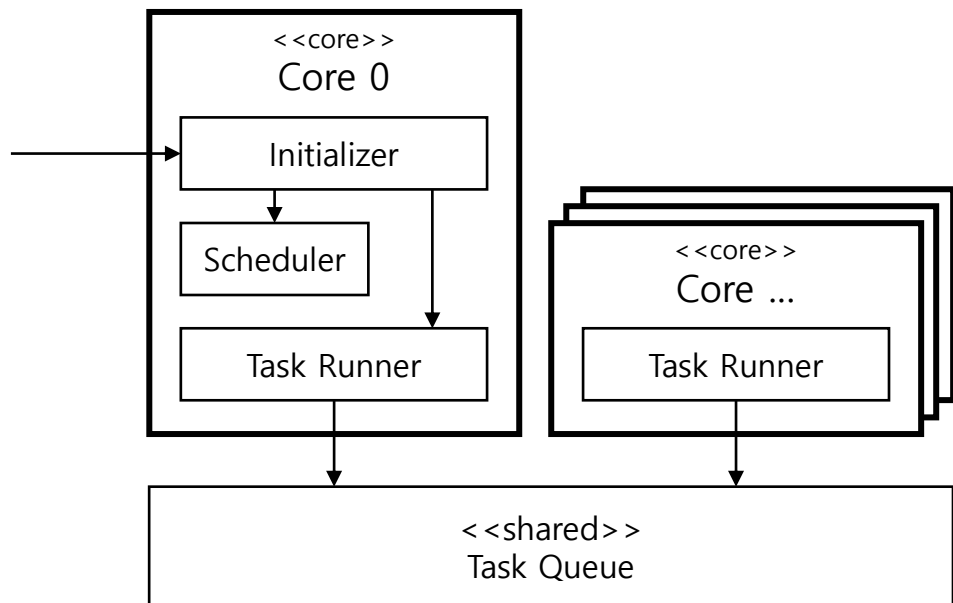 <<core>>
Core 0
Initializer
Scheduler
Task Runner
<<core>>
Core ...
Task Runner
<<shared>>
Task Queue